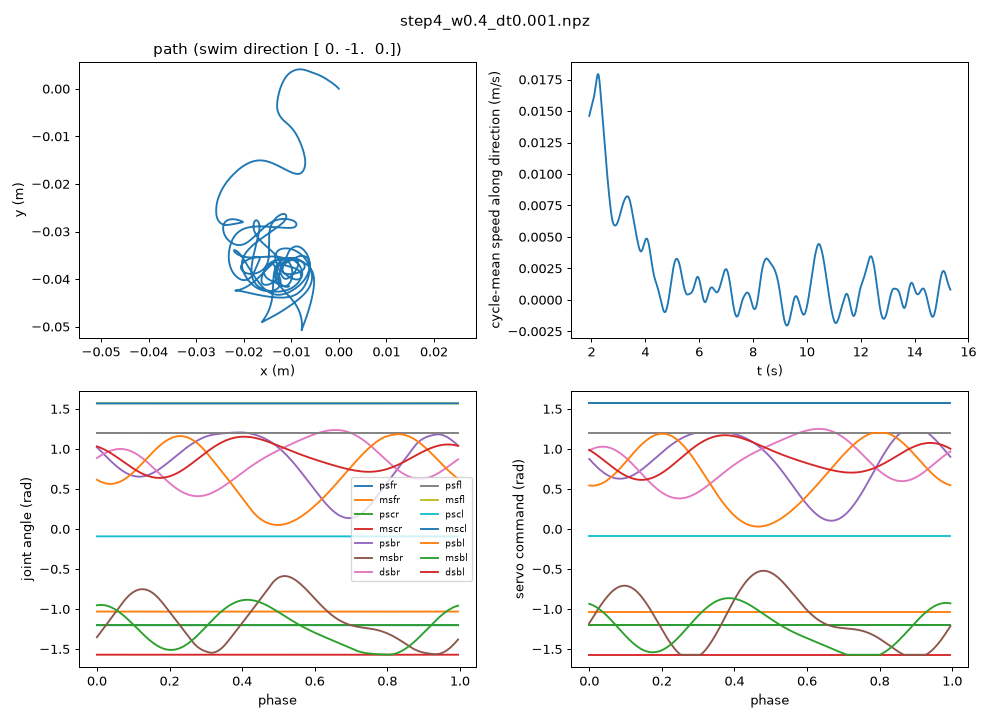 step4_w0.4_dt0.001.npz
path (swim direction [ 0. -1.  0.])
y (m)
0.00
−0.01
−0.02
−0.03
−0.04
−0.05
−0.05 −0.04 −0.03 −0.02 −0.01 0.00 0.01 0.02
x (m)
cycle-mean speed along direction (m/s)
0.0175
0.0150
0.0125
0.0100
0.0075
0.0050
0.0025
0.0000
−0.0025
2 4 6 8 10 12 14 16
t (s)
joint angle (rad)
1.5
1.0
0.5
0.0
−0.5
−1.0
−1.5
psfr psfl
msfr msfl
pscr pscl
mscr mscl
psbr psbl
msbr msbl
dsbr dsbl
0.0 0.2 0.4 0.6 0.8 1.0
phase
servo command (rad)
1.5
1.0
0.5
0.0
−0.5
−1.0
−1.5
0.0 0.2 0.4 0.6 0.8 1.0
phase